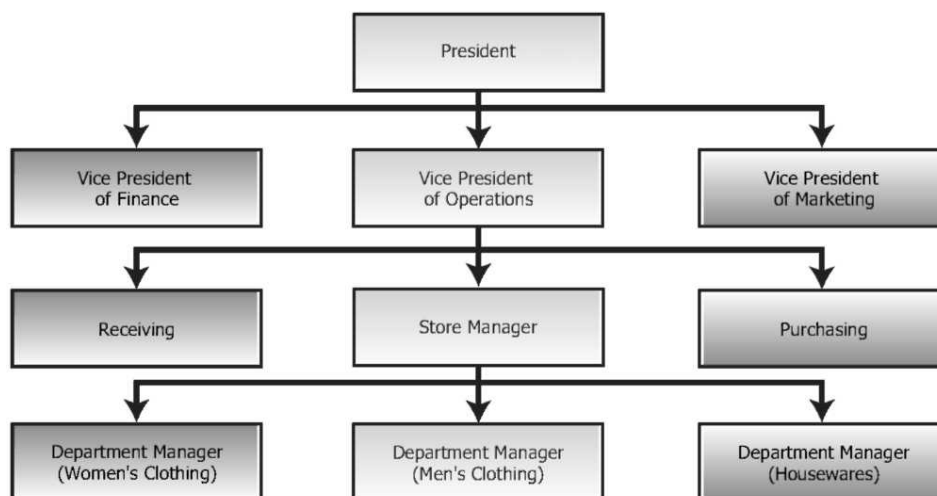 President
Vice President
of Finance
Vice President
of Operations
Vice President
of Marketing
Receiving
Store Manager
Purchasing
Department Manager
(Women's Clothing)
Department Manager
(Men's Clothing)
Department Manager
(Housewares)